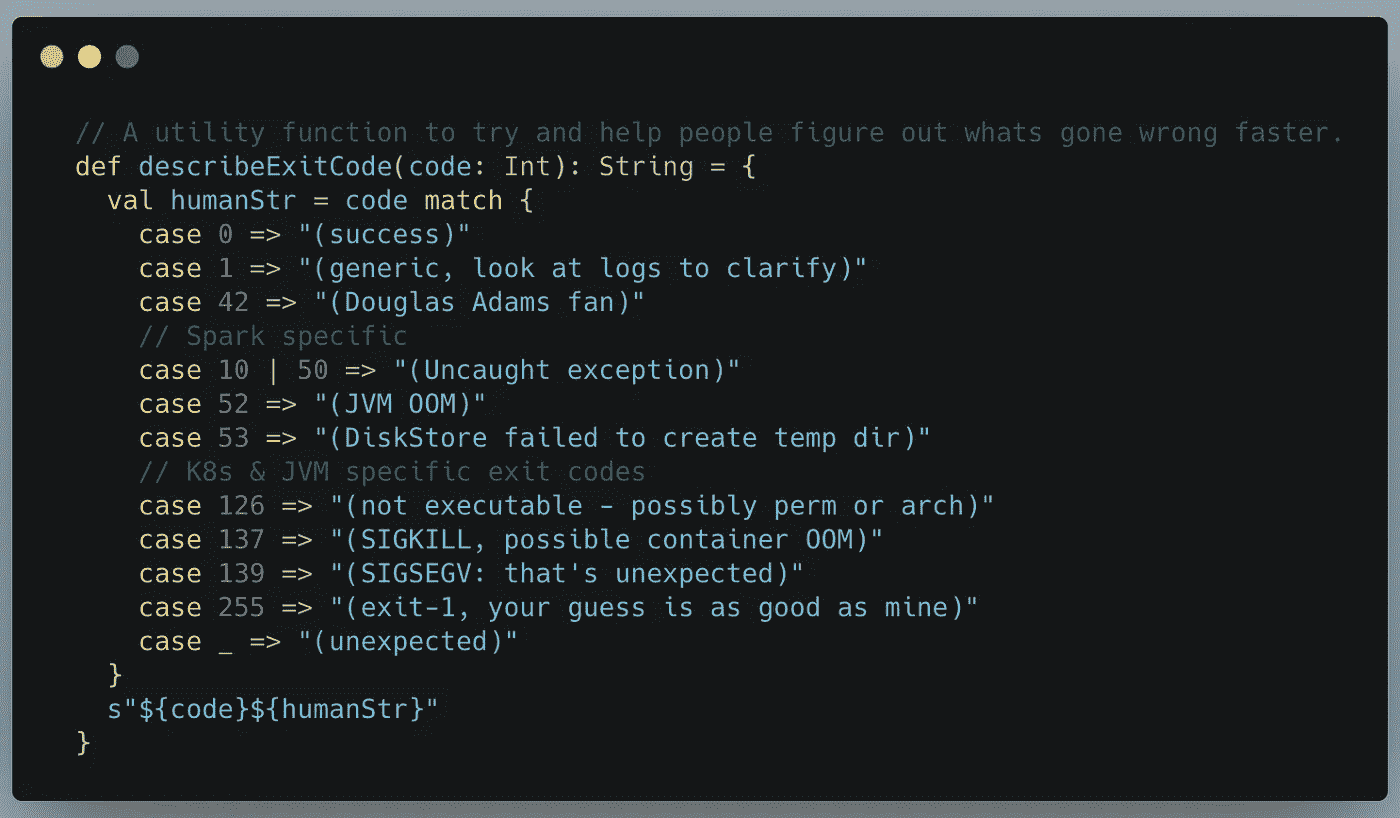 // A utility function to try and help people figure out whats gone wrong faster.
def describeExitCode(code: Int): String = {
  val humanStr = code match {
    case 0 => "(success)"
    case 1 => "(generic, look at logs to clarify)"
    case 42 => "(Douglas Adams fan)"
    // Spark specific
    case 10 | 50 => "(Uncaught exception)"
    case 52 => "(JVM OOM)"
    case 53 => "(DiskStore failed to create temp dir)"
    // K8s & JVM specific exit codes
    case 126 => "(not executable - possibly perm or arch)"
    case 137 => "(SIGKILL, possible container OOM)"
    case 139 => "(SIGSEGV: that's unexpected)"
    case 255 => "(exit-1, your guess is as good as mine)"
    case _ => "(unexpected)"
  }
  s"${code}${humanStr}"
}